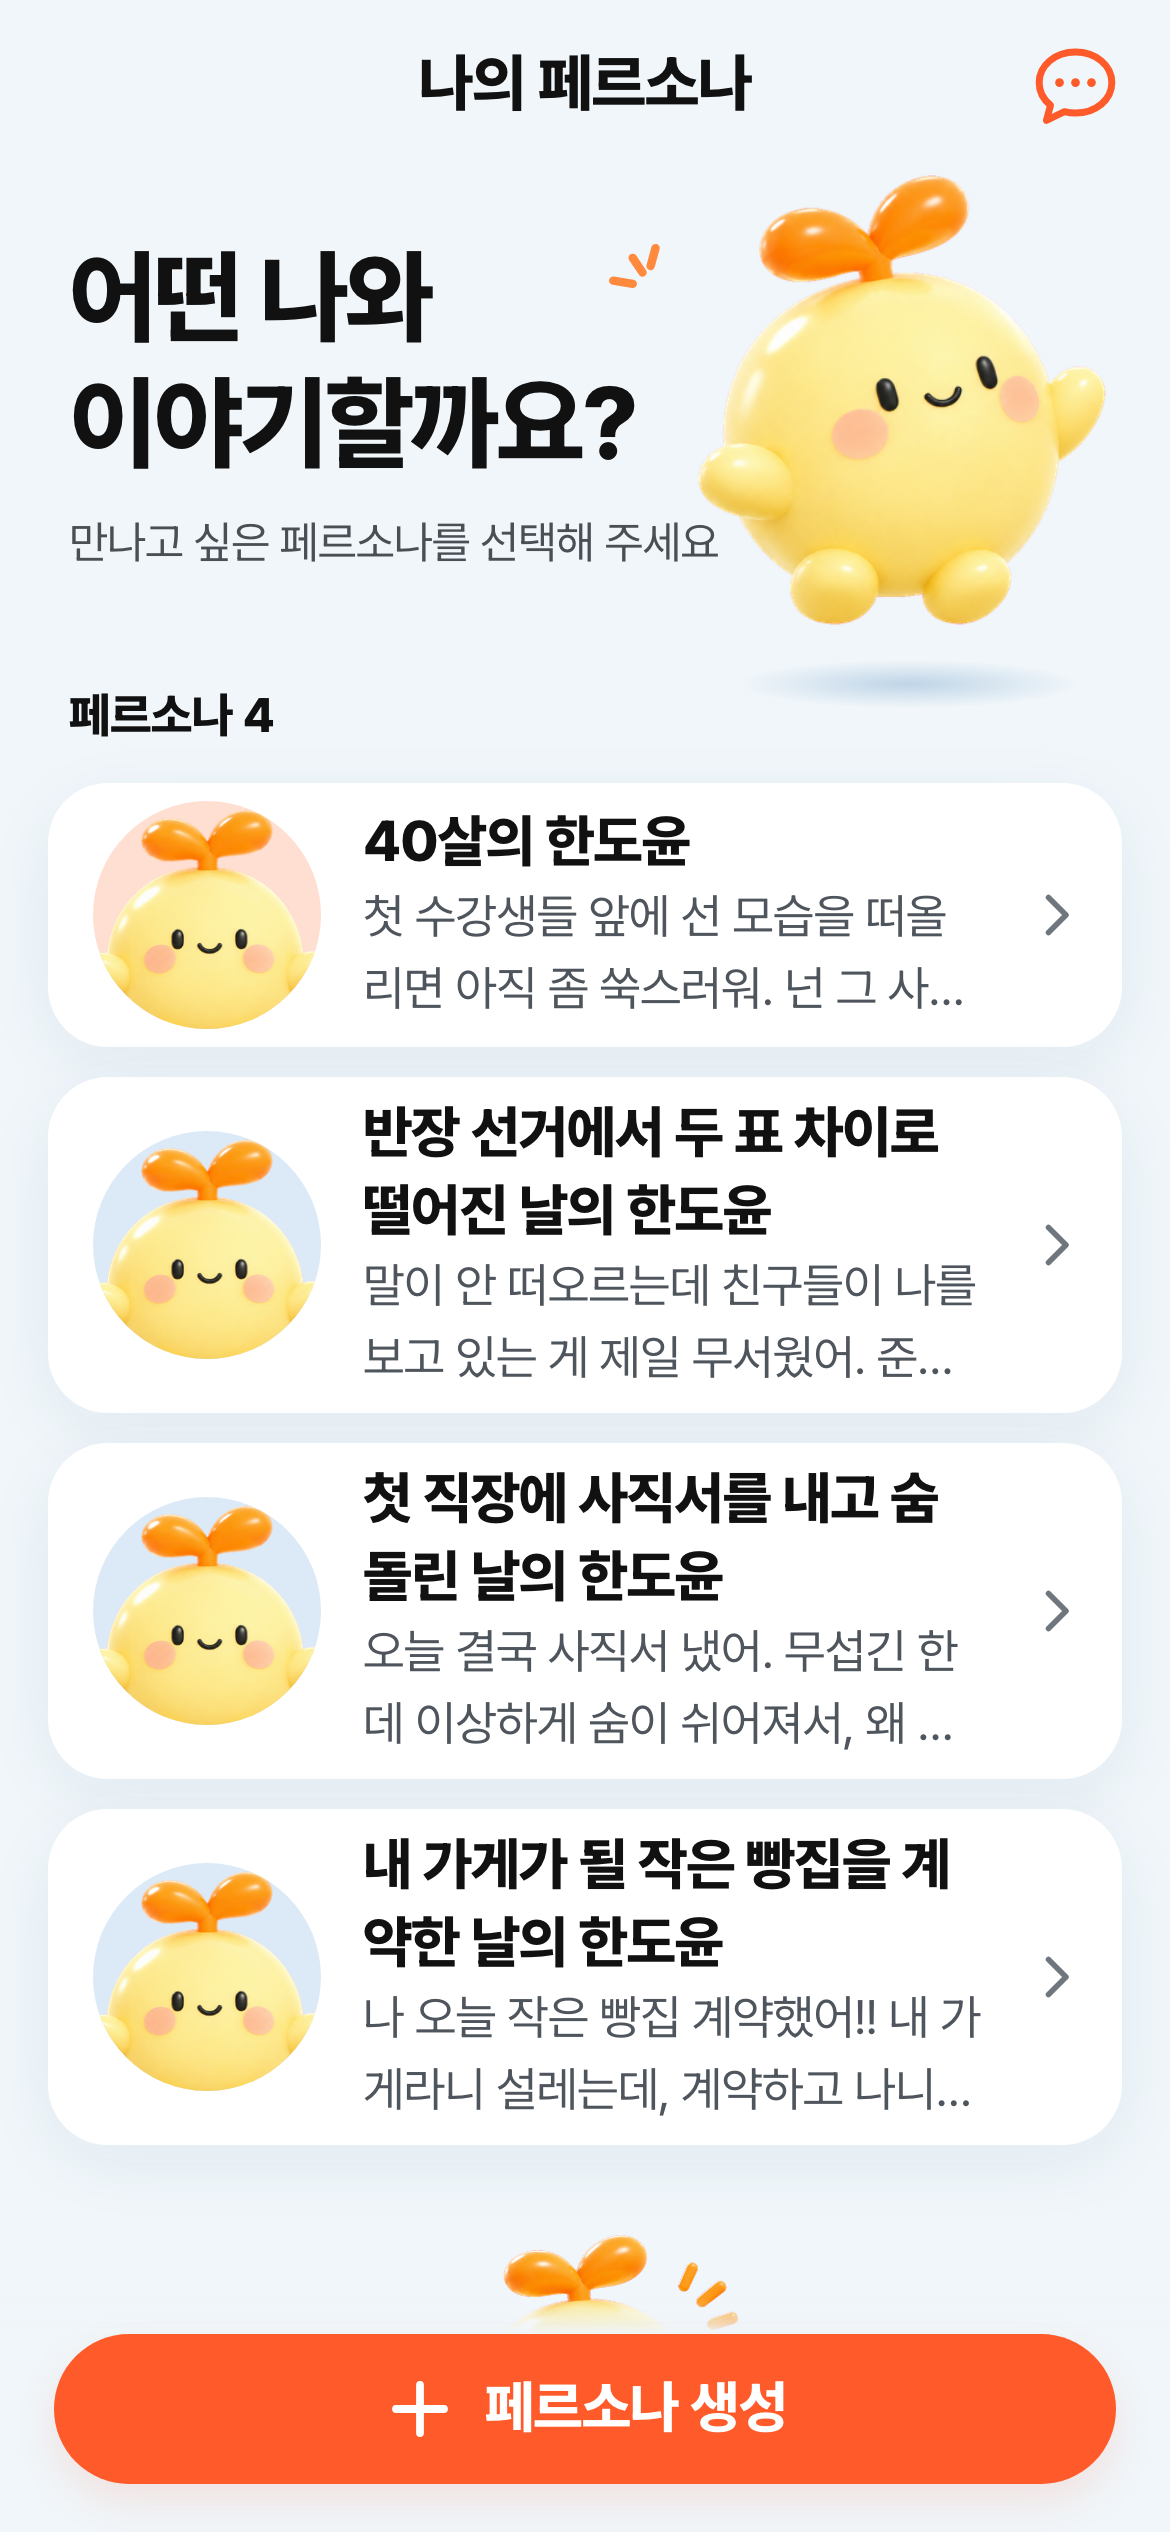 나의 페르소나
어떤 나와
이야기할까요?
만나고 싶은 페르소나를 선택해 주세요
페르소나 4
40살의 한도윤
첫 수강생들 앞에 선 모습을 떠올
리면 아직 좀 쑥스러워. 넌 그 사...
반장 선거에서 두 표 차이로
떨어진 날의 한도윤
말이 안 떠오르는데 친구들이 나를
보고 있는 게 제일 무서웠어. 준...
첫 직장에 사직서를 내고 숨
돌린 날의 한도윤
오늘 결국 사직서 냈어. 무섭긴 한
데 이상하게 숨이 쉬어져서, 왜 ...
내 가게가 될 작은 빵집을 계
약한 날의 한도윤
나 오늘 작은 빵집 계약했어!! 내 가
게라니 설레는데, 계약하고 나니...
페르소나 생성